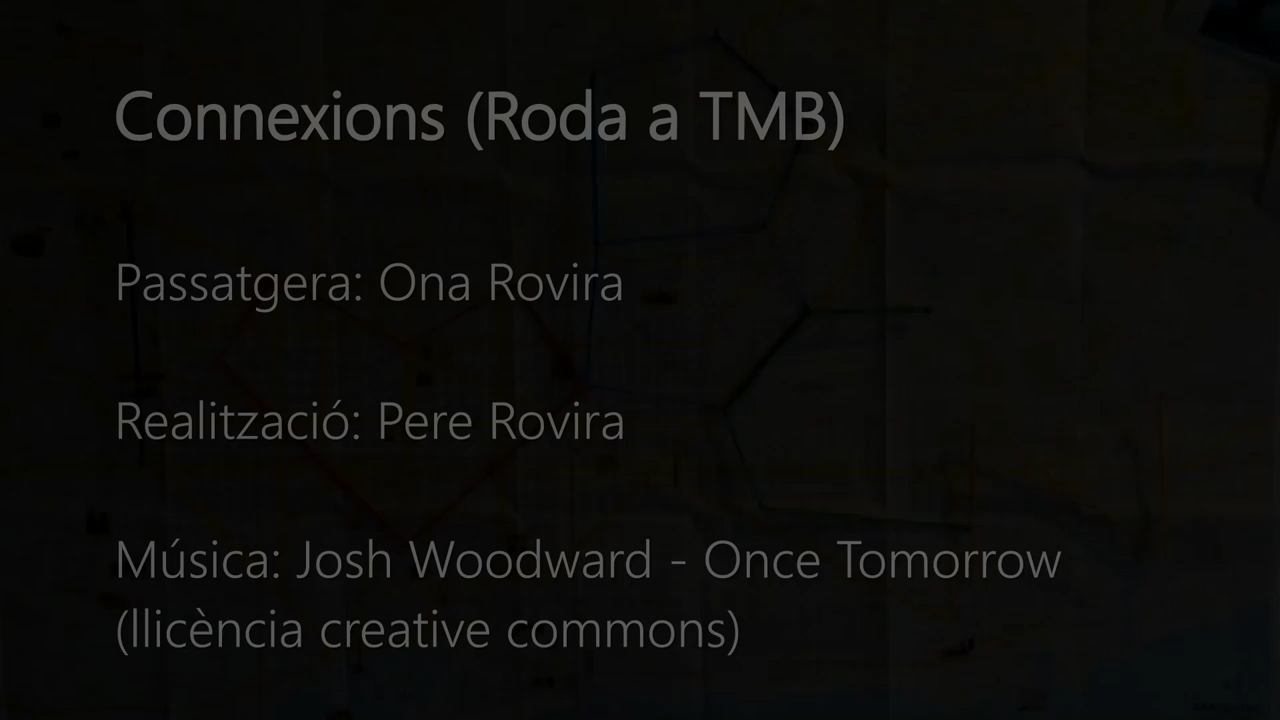 Connexions (Roda a TMB)
Passatgera: Ona Rovira
Realització: Pere Rovira
Música: Josh Woodward - Once Tomorrow
(llicència creative commons)